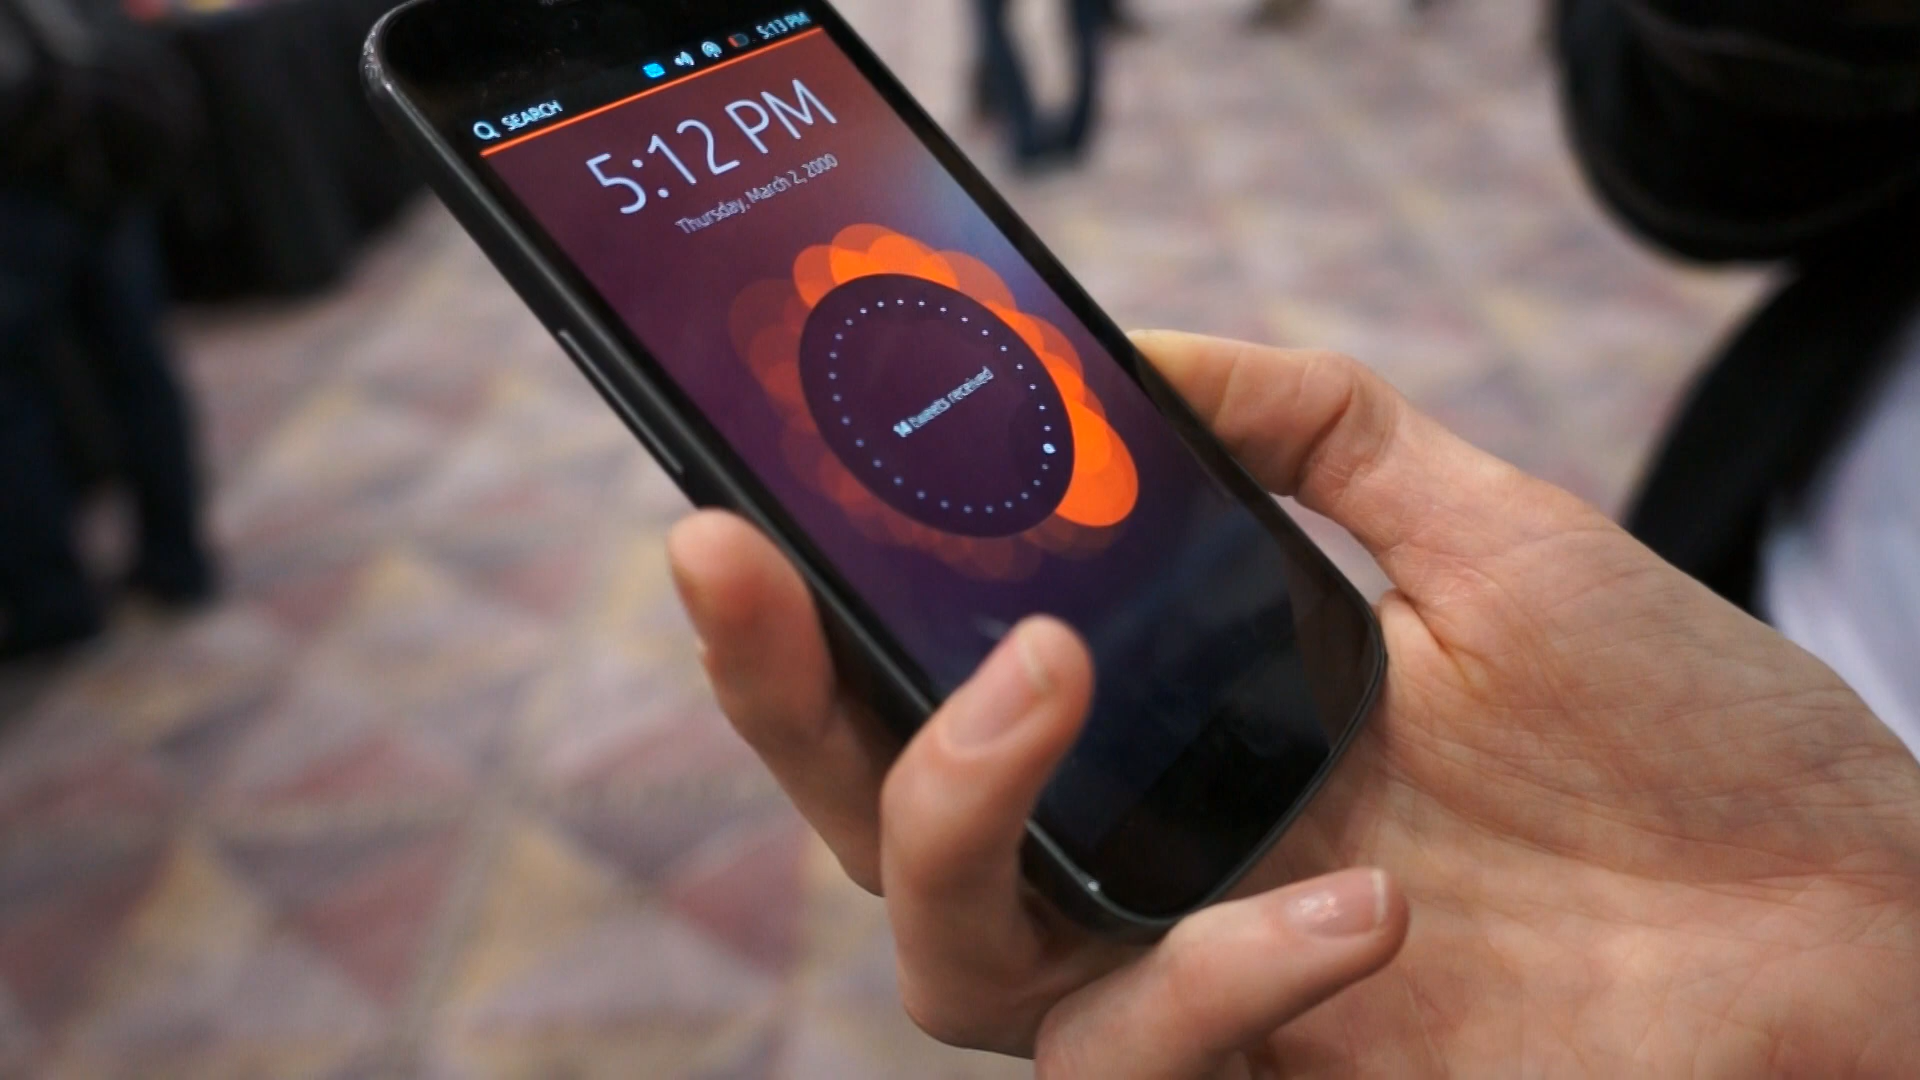 SEARCH
5:13 PM
5:12 PM
Thursday, March 2, 2000
14 tweets received